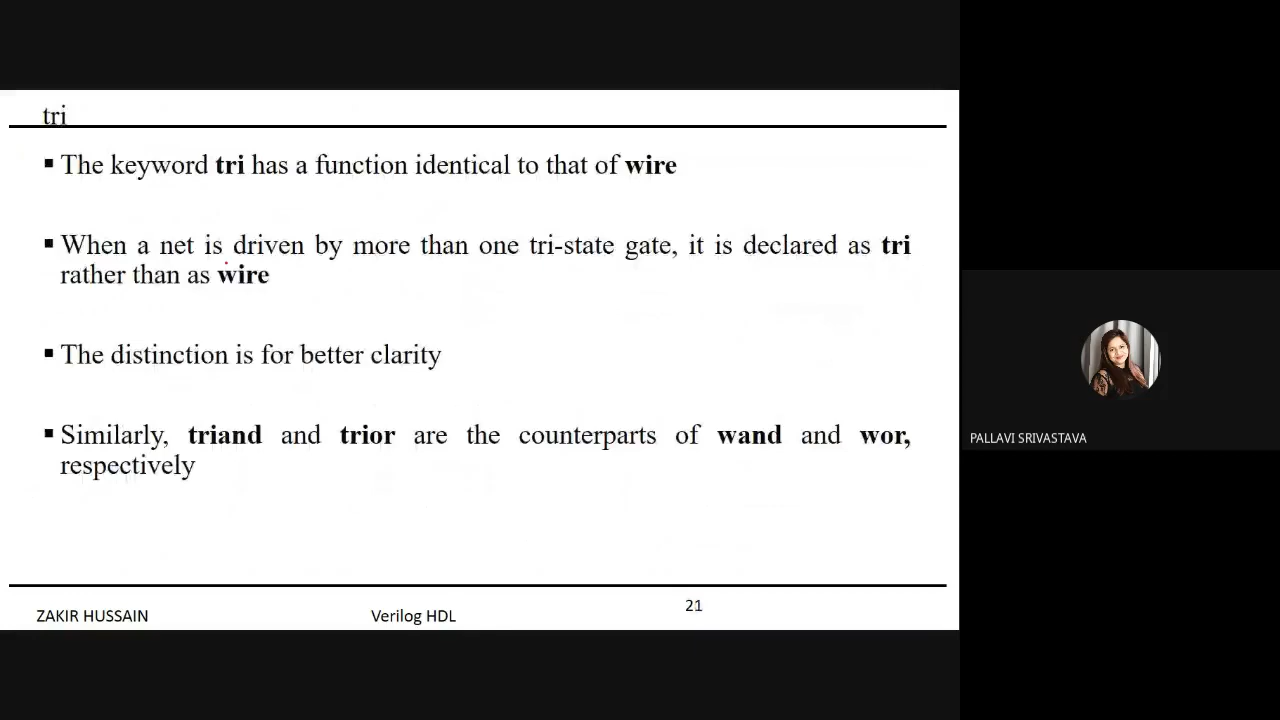 tri
▪ The keyword tri has a function identical to that of wire
▪ When a net is driven by more than one tri-state gate, it is declared as tri
rather than as wire
▪ The distinction is for better clarity
▪ Similarly, triand and trior are the counterparts of wand and wor,
respectively
ZAKIR HUSSAIN
Verilog HDL
21
PALLAVI SRIVASTAVA